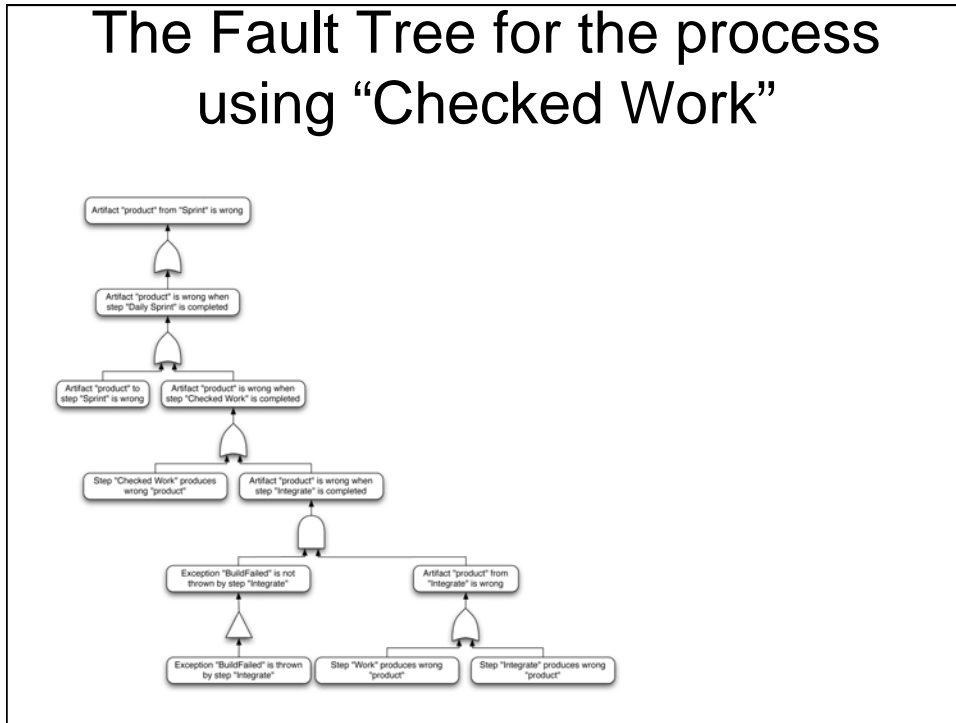 The Fault Tree for the process
using “Checked Work”
Artifact "product" from "Sprint" is wrong
Artifact "product" is wrong when
step "Daily Sprint" is completed
Artifact "product" to
step "Sprint" is wrong
Artifact "product" is wrong when
step "Checked Work" is completed
Step "Checked Work" produces
wrong "product"
Artifact "product" is wrong when
step "Integrate" is completed
Exception "BuildFailed" is not
thrown by step "Integrate"
Artifact "product" from
"Integrate" is wrong
Exception "BuildFailed" is thrown
by step "Integrate"
Step "Work" produces wrong
"product"
Step "Integrate" produces wrong
"product"